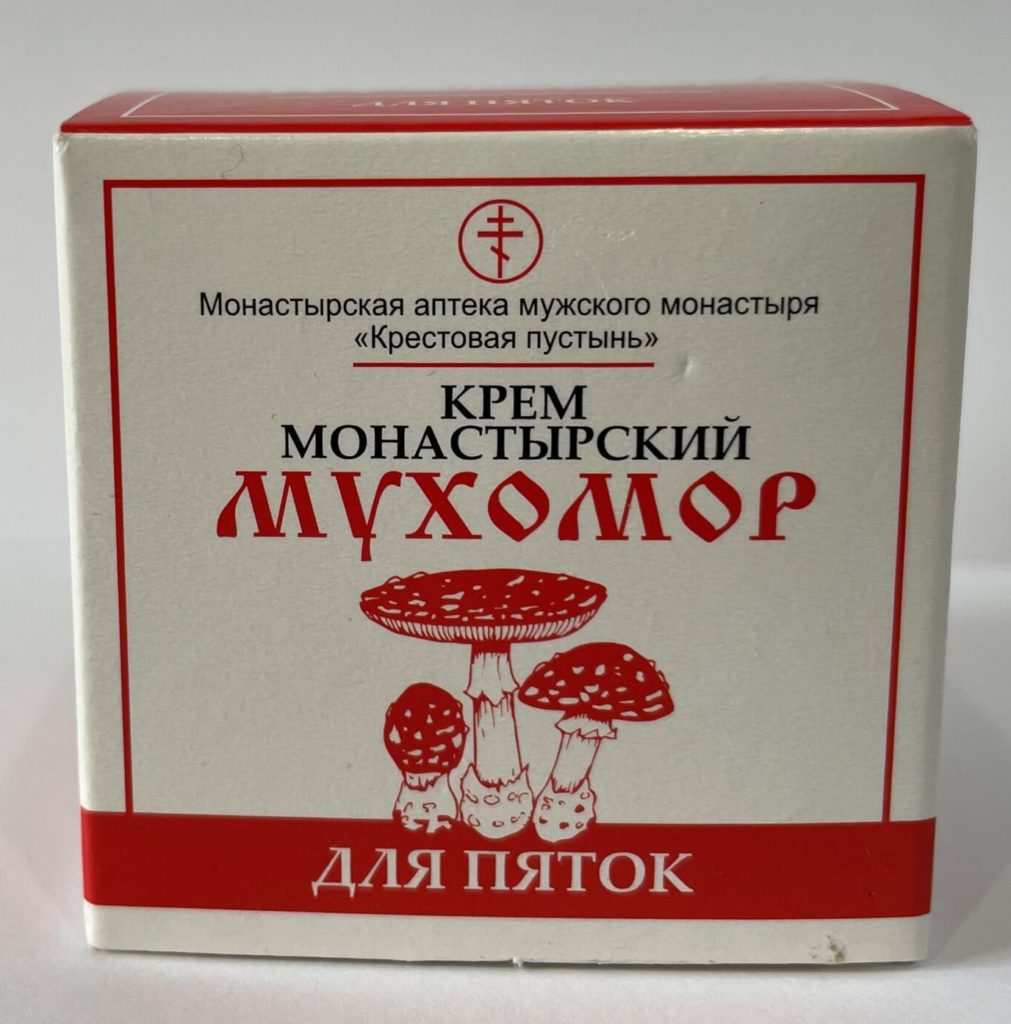 ДЛЯ ПЯТОК
Монастырская аптека мужского монастыря
«Крестовая пустынь»
КРЕМ
МОНАСТЫРСКИЙ
МУХОМОР
ДЛЯ ПЯТОК